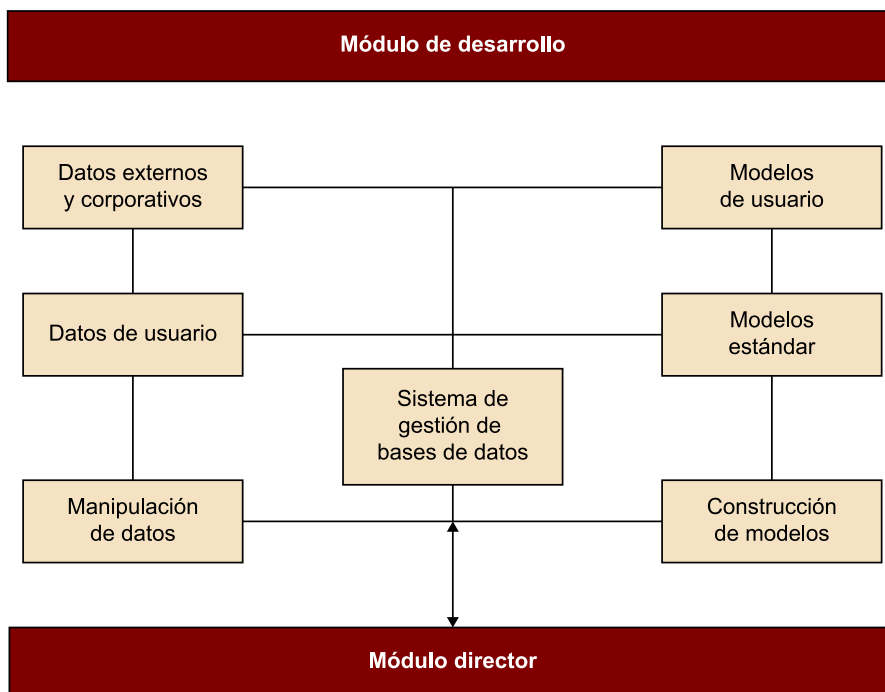 Módulo de desarrollo
Datos externos
y corporativos
Modelos
de usuario
Datos de usuario
Modelos
estándar
Sistema de
gestión de
bases de datos
Manipulación
de datos
Construcción
de modelos
Módulo director